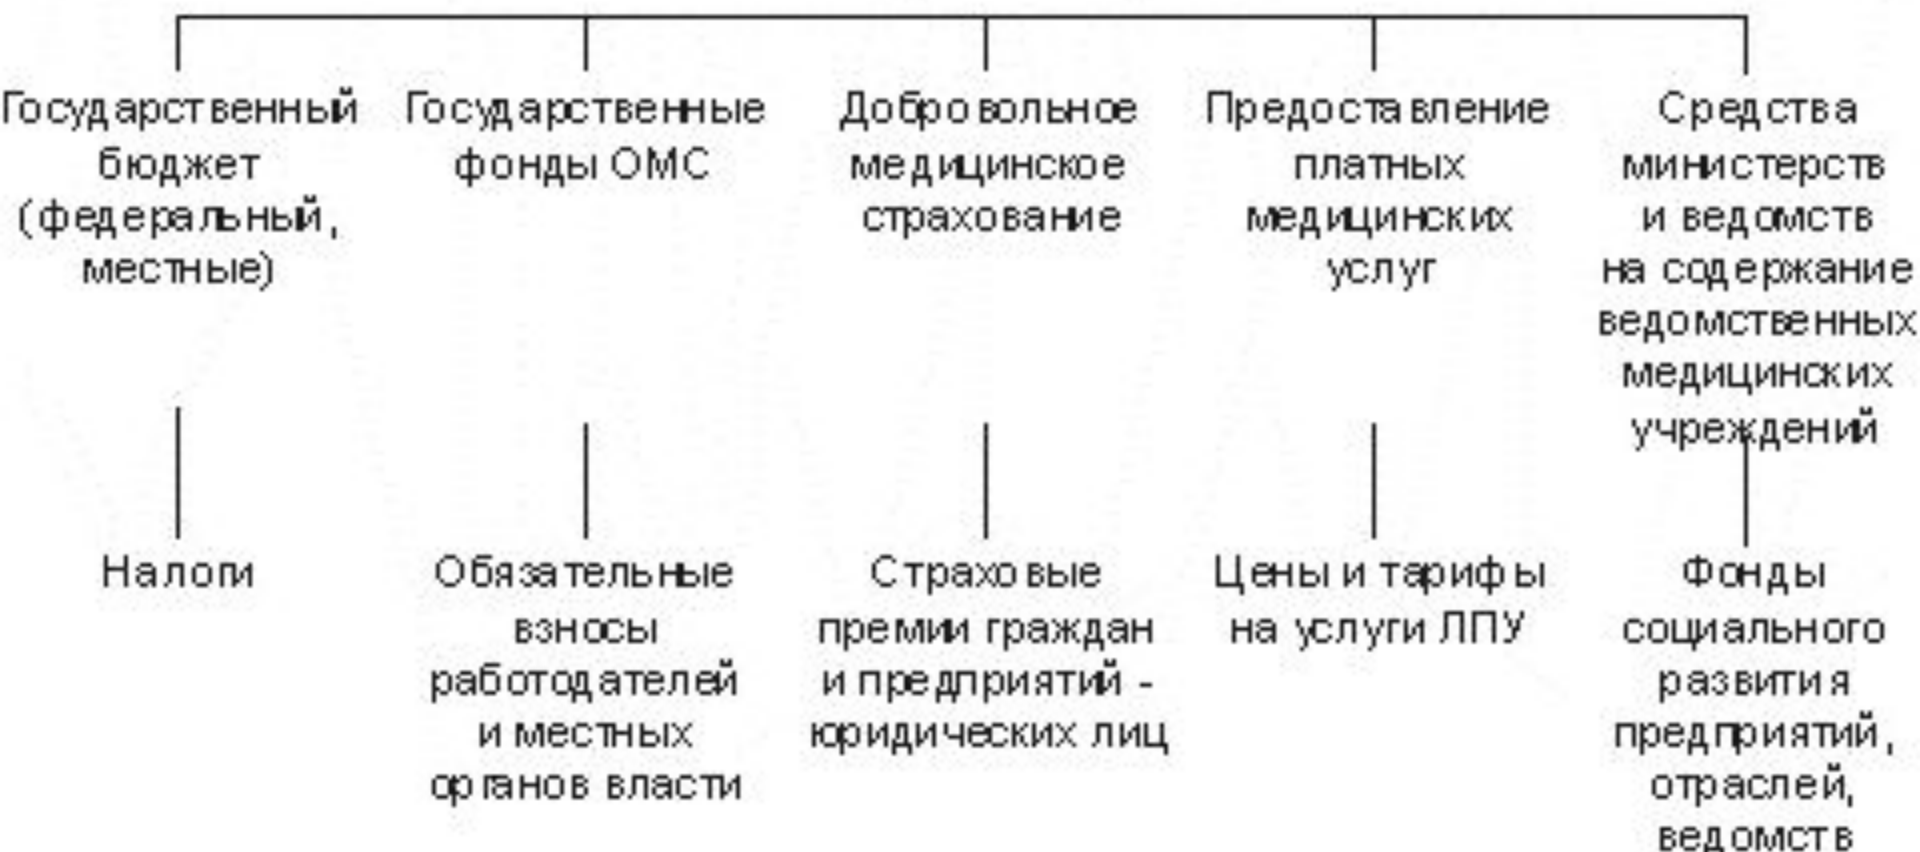 Государственный
бюджет
(федеральный,
местные)
Государственные
фонды ОМС
Добровольное
медицинское
страхование
Предоставление
платных
медицинских
услуг
Средства
министерств
и ведомств
на содержание
ведомственных
медицинских
учреждений
Налоги
Обязательные
взносы
работодателей
и местных
органов власти
Страховые
премии граждан
и предприятий -
юридических лиц
Цены и тарифы
на услуги ЛПУ
Фонды
социального
развития
предприятий,
отраслей,
ведомств